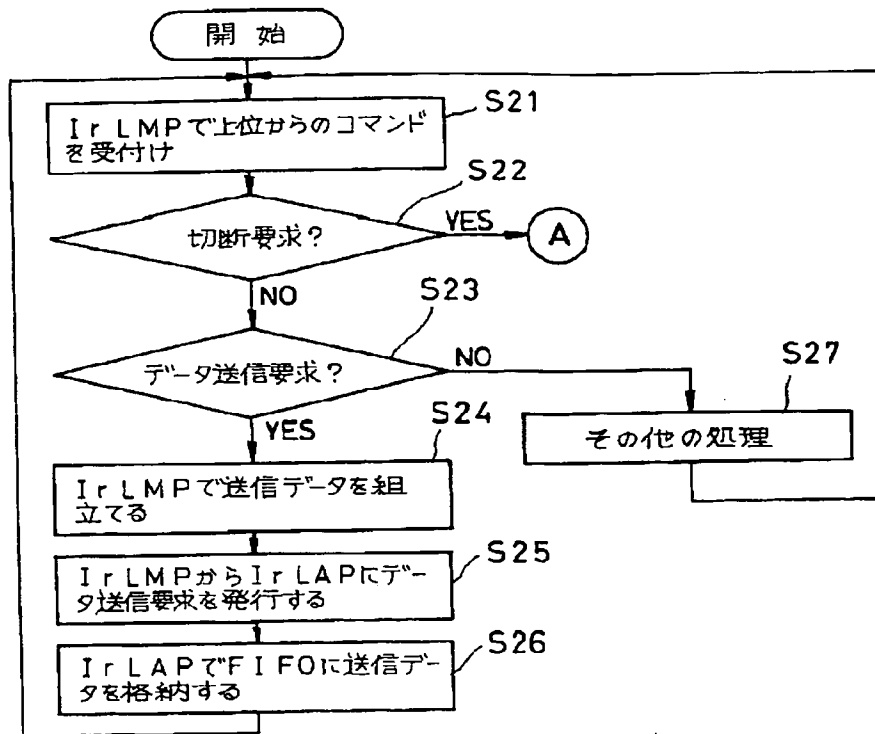 開始
S21
IrLMPで上位からのコマンド
を受付け
S22
切断要求?
YES
A
NO
S23
データ送信要求?
NO
S27
その他の処理
YES
S24
IrLMPで送信データを組
立てる
S25
IrLMPからIrLAPにデー
タ送信要求を発行する
S26
IrLAPでFIFOに送信デー
タを格納する